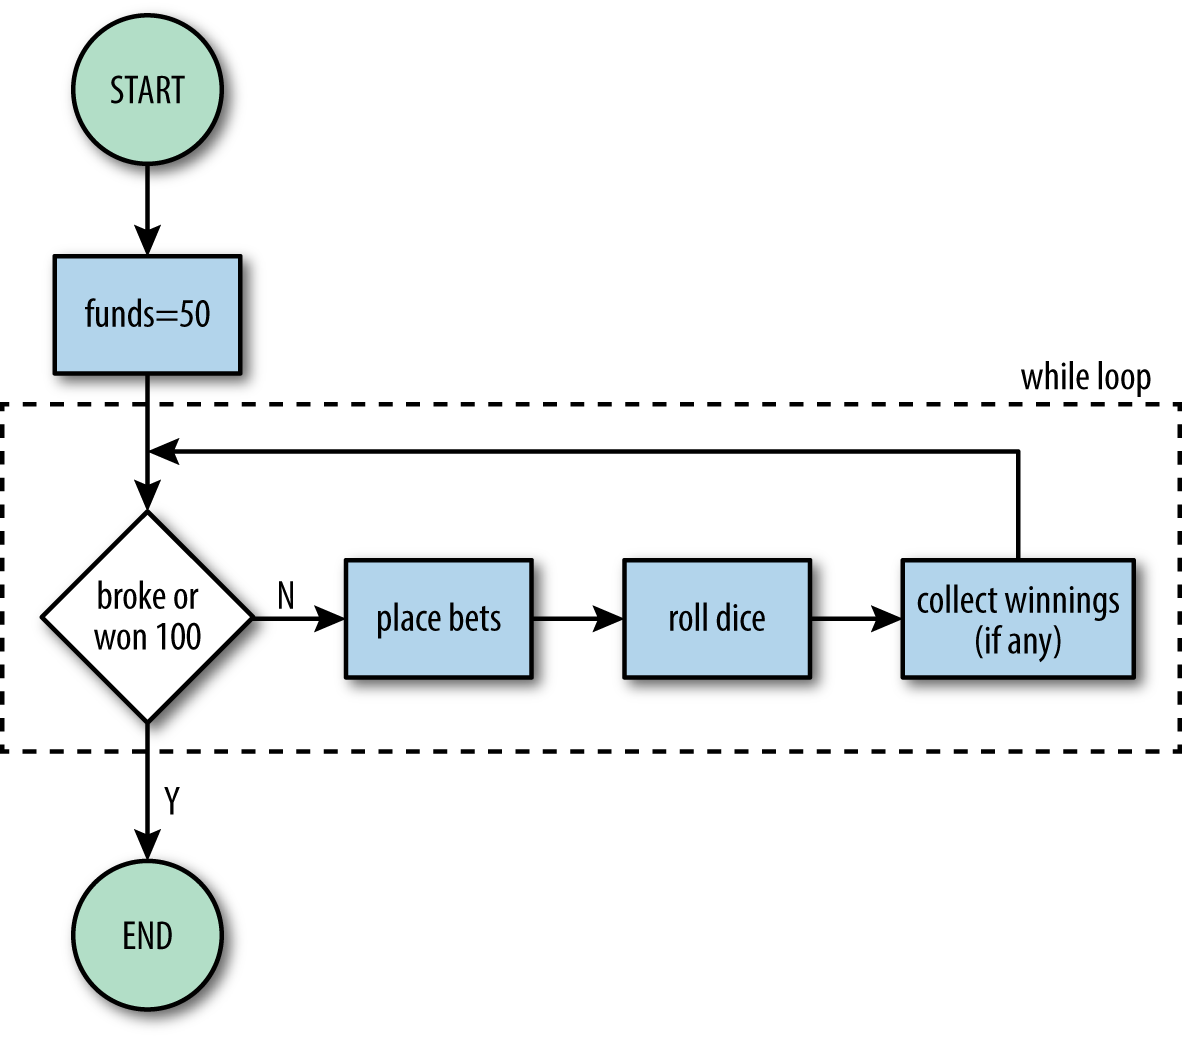 START
funds=50
while loop
broke or
won 100
N
place bets
roll dice
collect winnings
(if any)
Y
END